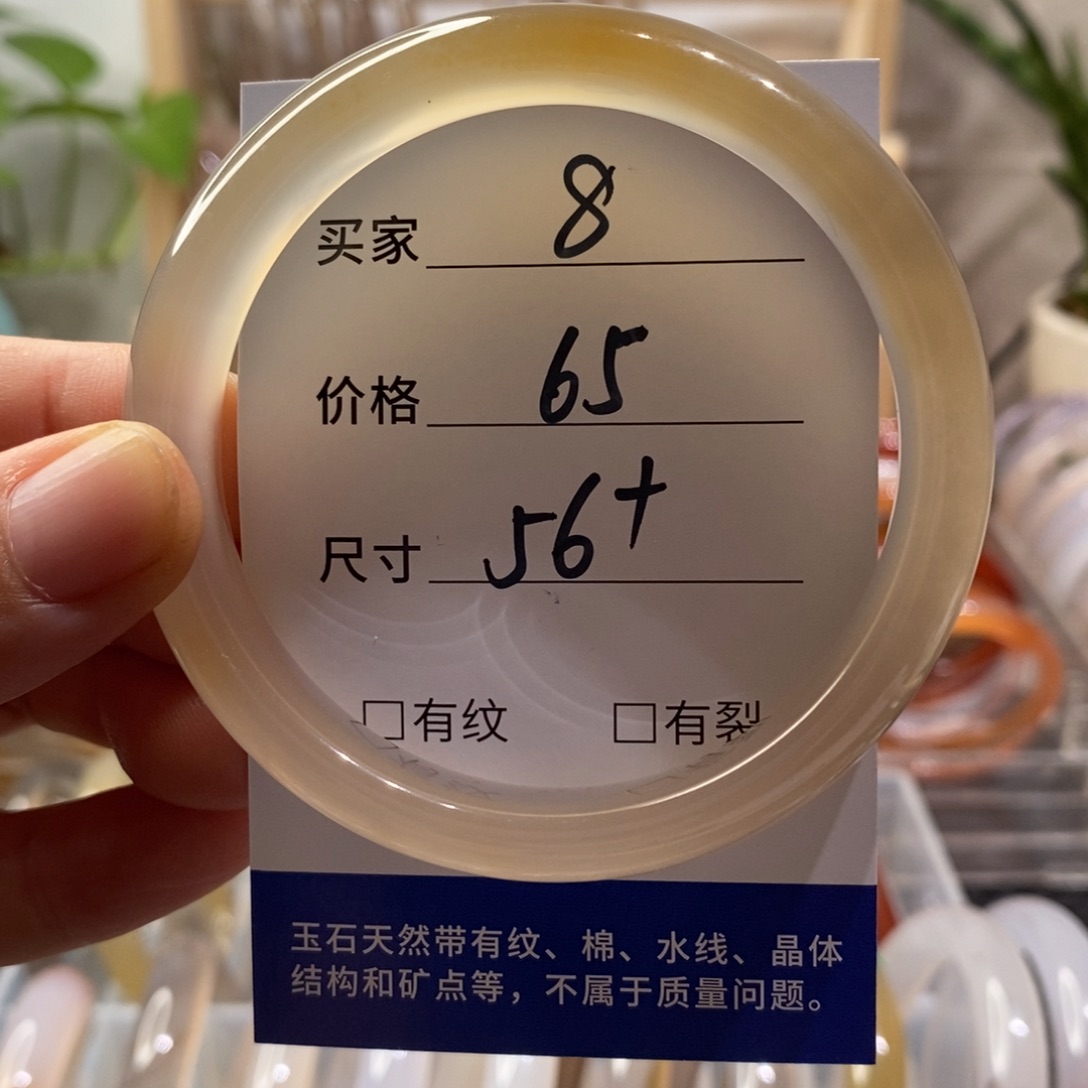 买家 8
价格 65
尺寸 56+
□有纹 □有裂
玉石天然带有纹、棉、水线、晶体
结构和矿点等，不属于质量问题。